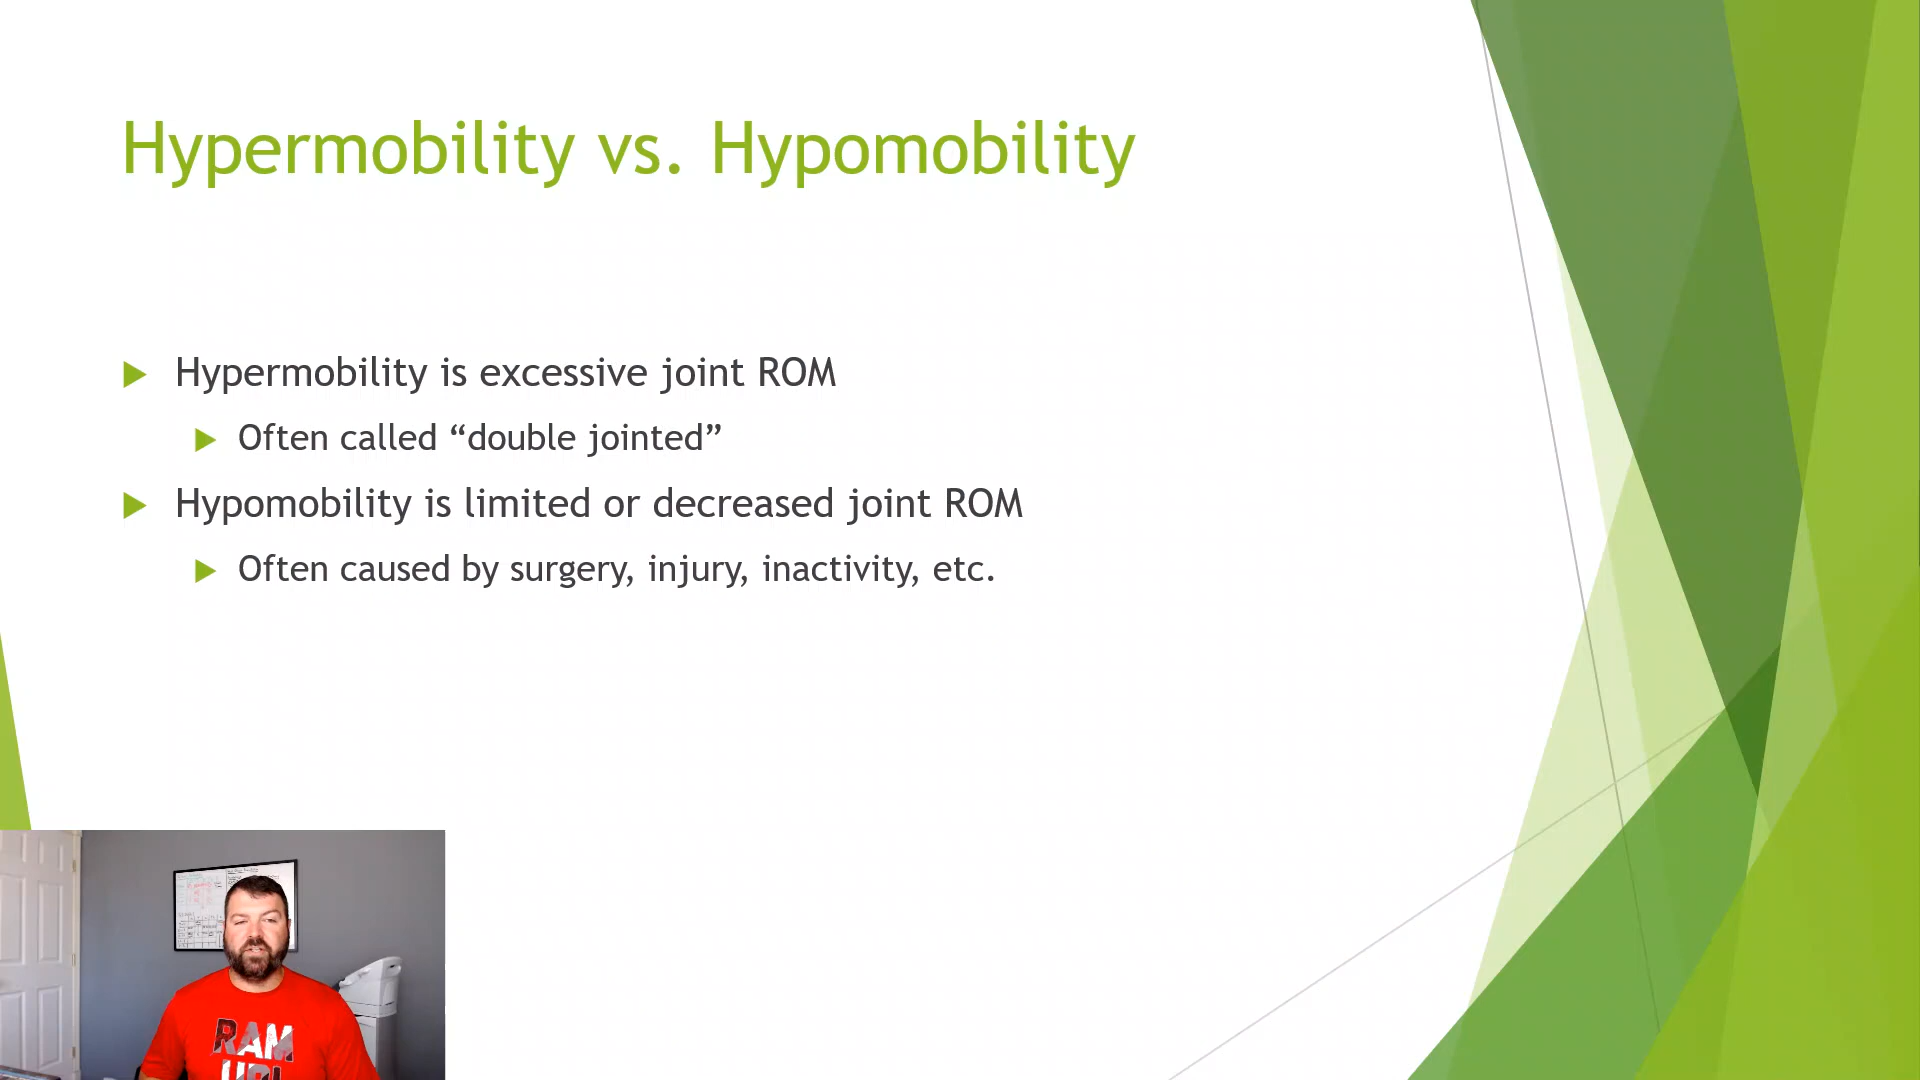 Hypermobility vs. Hypomobility
Hypermobility is excessive joint ROM
Often called “double jointed”
Hypomobility is limited or decreased joint ROM
Often caused by surgery, injury, inactivity, etc.
RAM